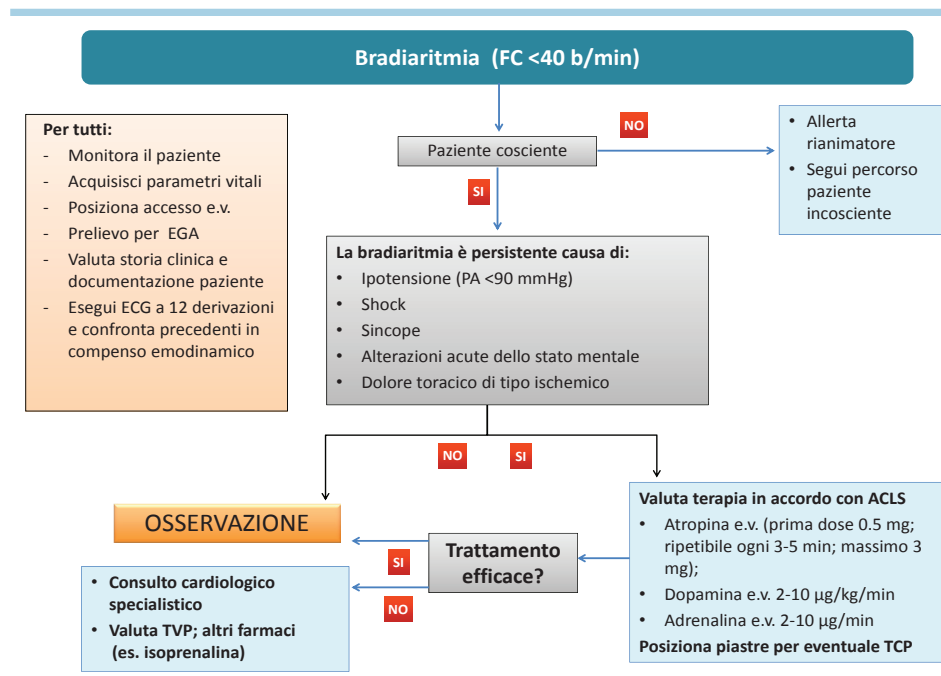 Bradiaritmia (FC <40 b/min)
Per tutti:
- Monitora il paziente
- Acquisisci parametri vitali
- Posiziona accesso e.v.
- Prelievo per EGA
- Valuta storia clinica e
documentazione paziente
- Esegui ECG a 12 derivazioni
e confronta precedenti in
compenso emodinamico
Paziente cosciente
NO
• Allerta
rianimatore
• Segui percorso
paziente
incosciente
SI
La bradiaritmia è persistente causa di:
• Ipotensione (PA <90 mmHg)
• Shock
• Sincope
• Alterazioni acute dello stato mentale
• Dolore toracico di tipo ischemico
NO
SI
OSSERVAZIONE
Valuta terapia in accordo con ACLS
• Atropina e.v. (prima dose 0.5 mg;
ripetibile ogni 3-5 min; massimo 3
mg);
• Dopamina e.v. 2-10 µg/kg/min
• Adrenalina e.v. 2-10 µg/min
Posiziona piastre per eventuale TCP
Trattamento
efficace?
SI
NO
• Consulto cardiologico
specialistico
• Valuta TVP; altri farmaci
(es. isoprenalina)